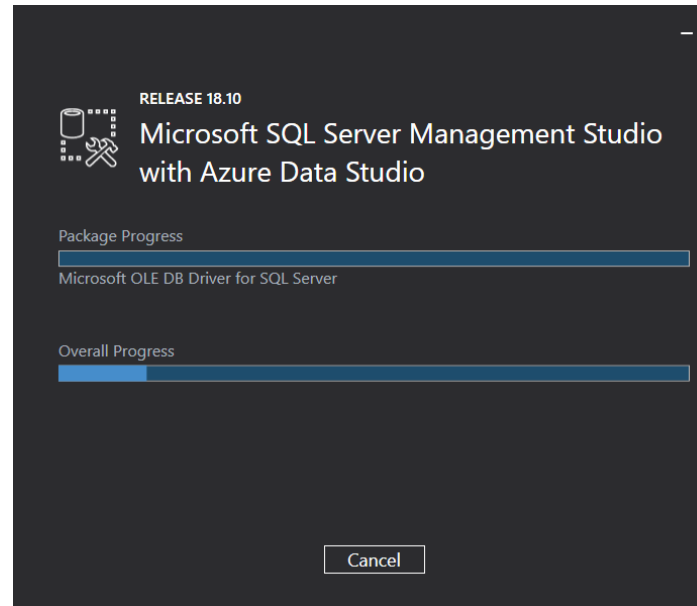 RELEASE 18.10
Microsoft SQL Server Management Studio
with Azure Data Studio
Package Progress
Microsoft OLE DB Driver for SQL Server
Overall Progress
Cancel